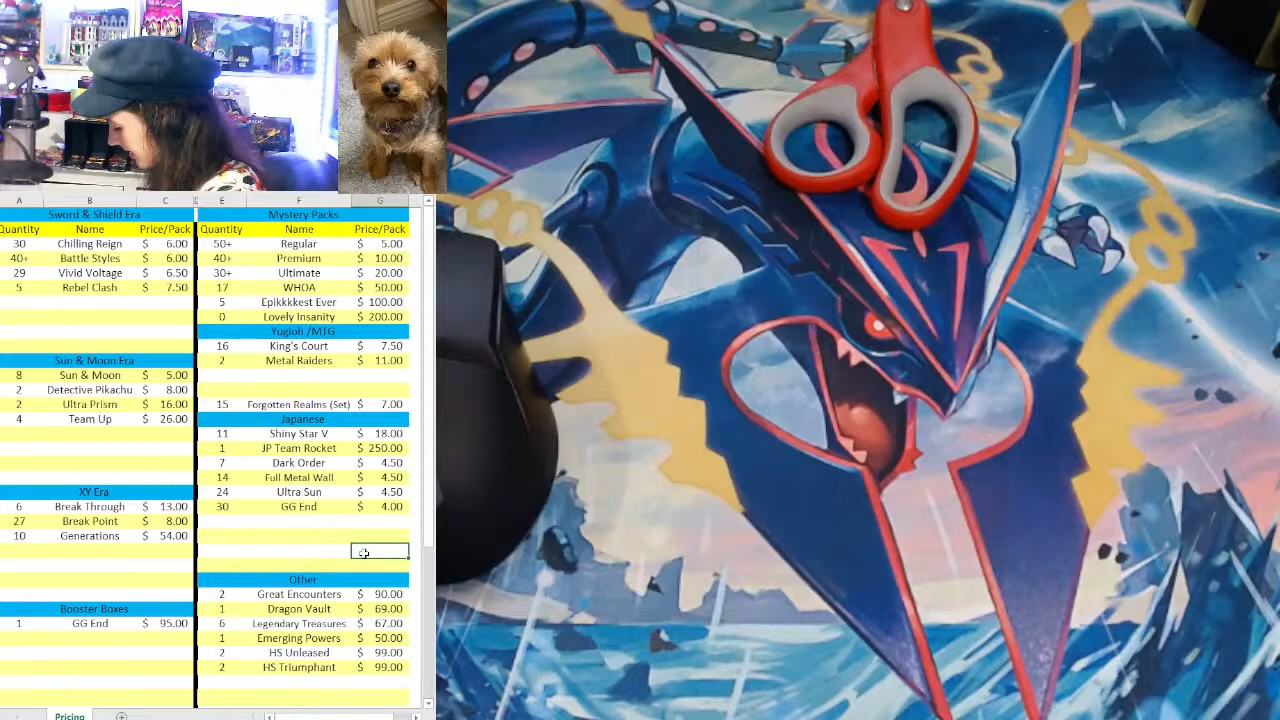 A B C D E F G
Sword & Shield Era Mystery Packs
Quantity Name Price/Pack Quantity Name Price/Pack
30 Chilling Reign $ 6.00 50+ Regular $ 5.00
40+ Battle Styles $ 6.00 40+ Premium $ 10.00
29 Vivid Voltage $ 6.50 30+ Ultimate $ 20.00
5 Rebel Clash $ 7.50 17 WHOA $ 50.00
5 Epikkkkest Ever $ 100.00
0 Lovely Insanity $ 200.00
Yugioh /MTG
16 King's Court $ 7.50
Sun & Moon Era 2 Metal Raiders $ 11.00
8 Sun & Moon $ 5.00
2 Detective Pikachu $ 8.00
2 Ultra Prism $ 16.00 15 Forgotten Realms (Set) $ 7.00
4 Team Up $ 26.00 Japanese
11 Shiny Star V $ 18.00
1 JP Team Rocket $ 250.00
7 Dark Order $ 4.50
14 Full Metal Wall $ 4.50
XY Era 24 Ultra Sun $ 4.50
6 Break Through $ 13.00 30 GG End $ 4.00
27 Break Point $ 8.00
10 Generations $ 54.00
Other
2 Great Encounters $ 90.00
Booster Boxes 1 Dragon Vault $ 69.00
1 GG End $ 95.00 6 Legendary Treasures $ 67.00
1 Emerging Powers $ 50.00
2 HS Unleased $ 99.00
2 HS Triumphant $ 99.00
Pricing